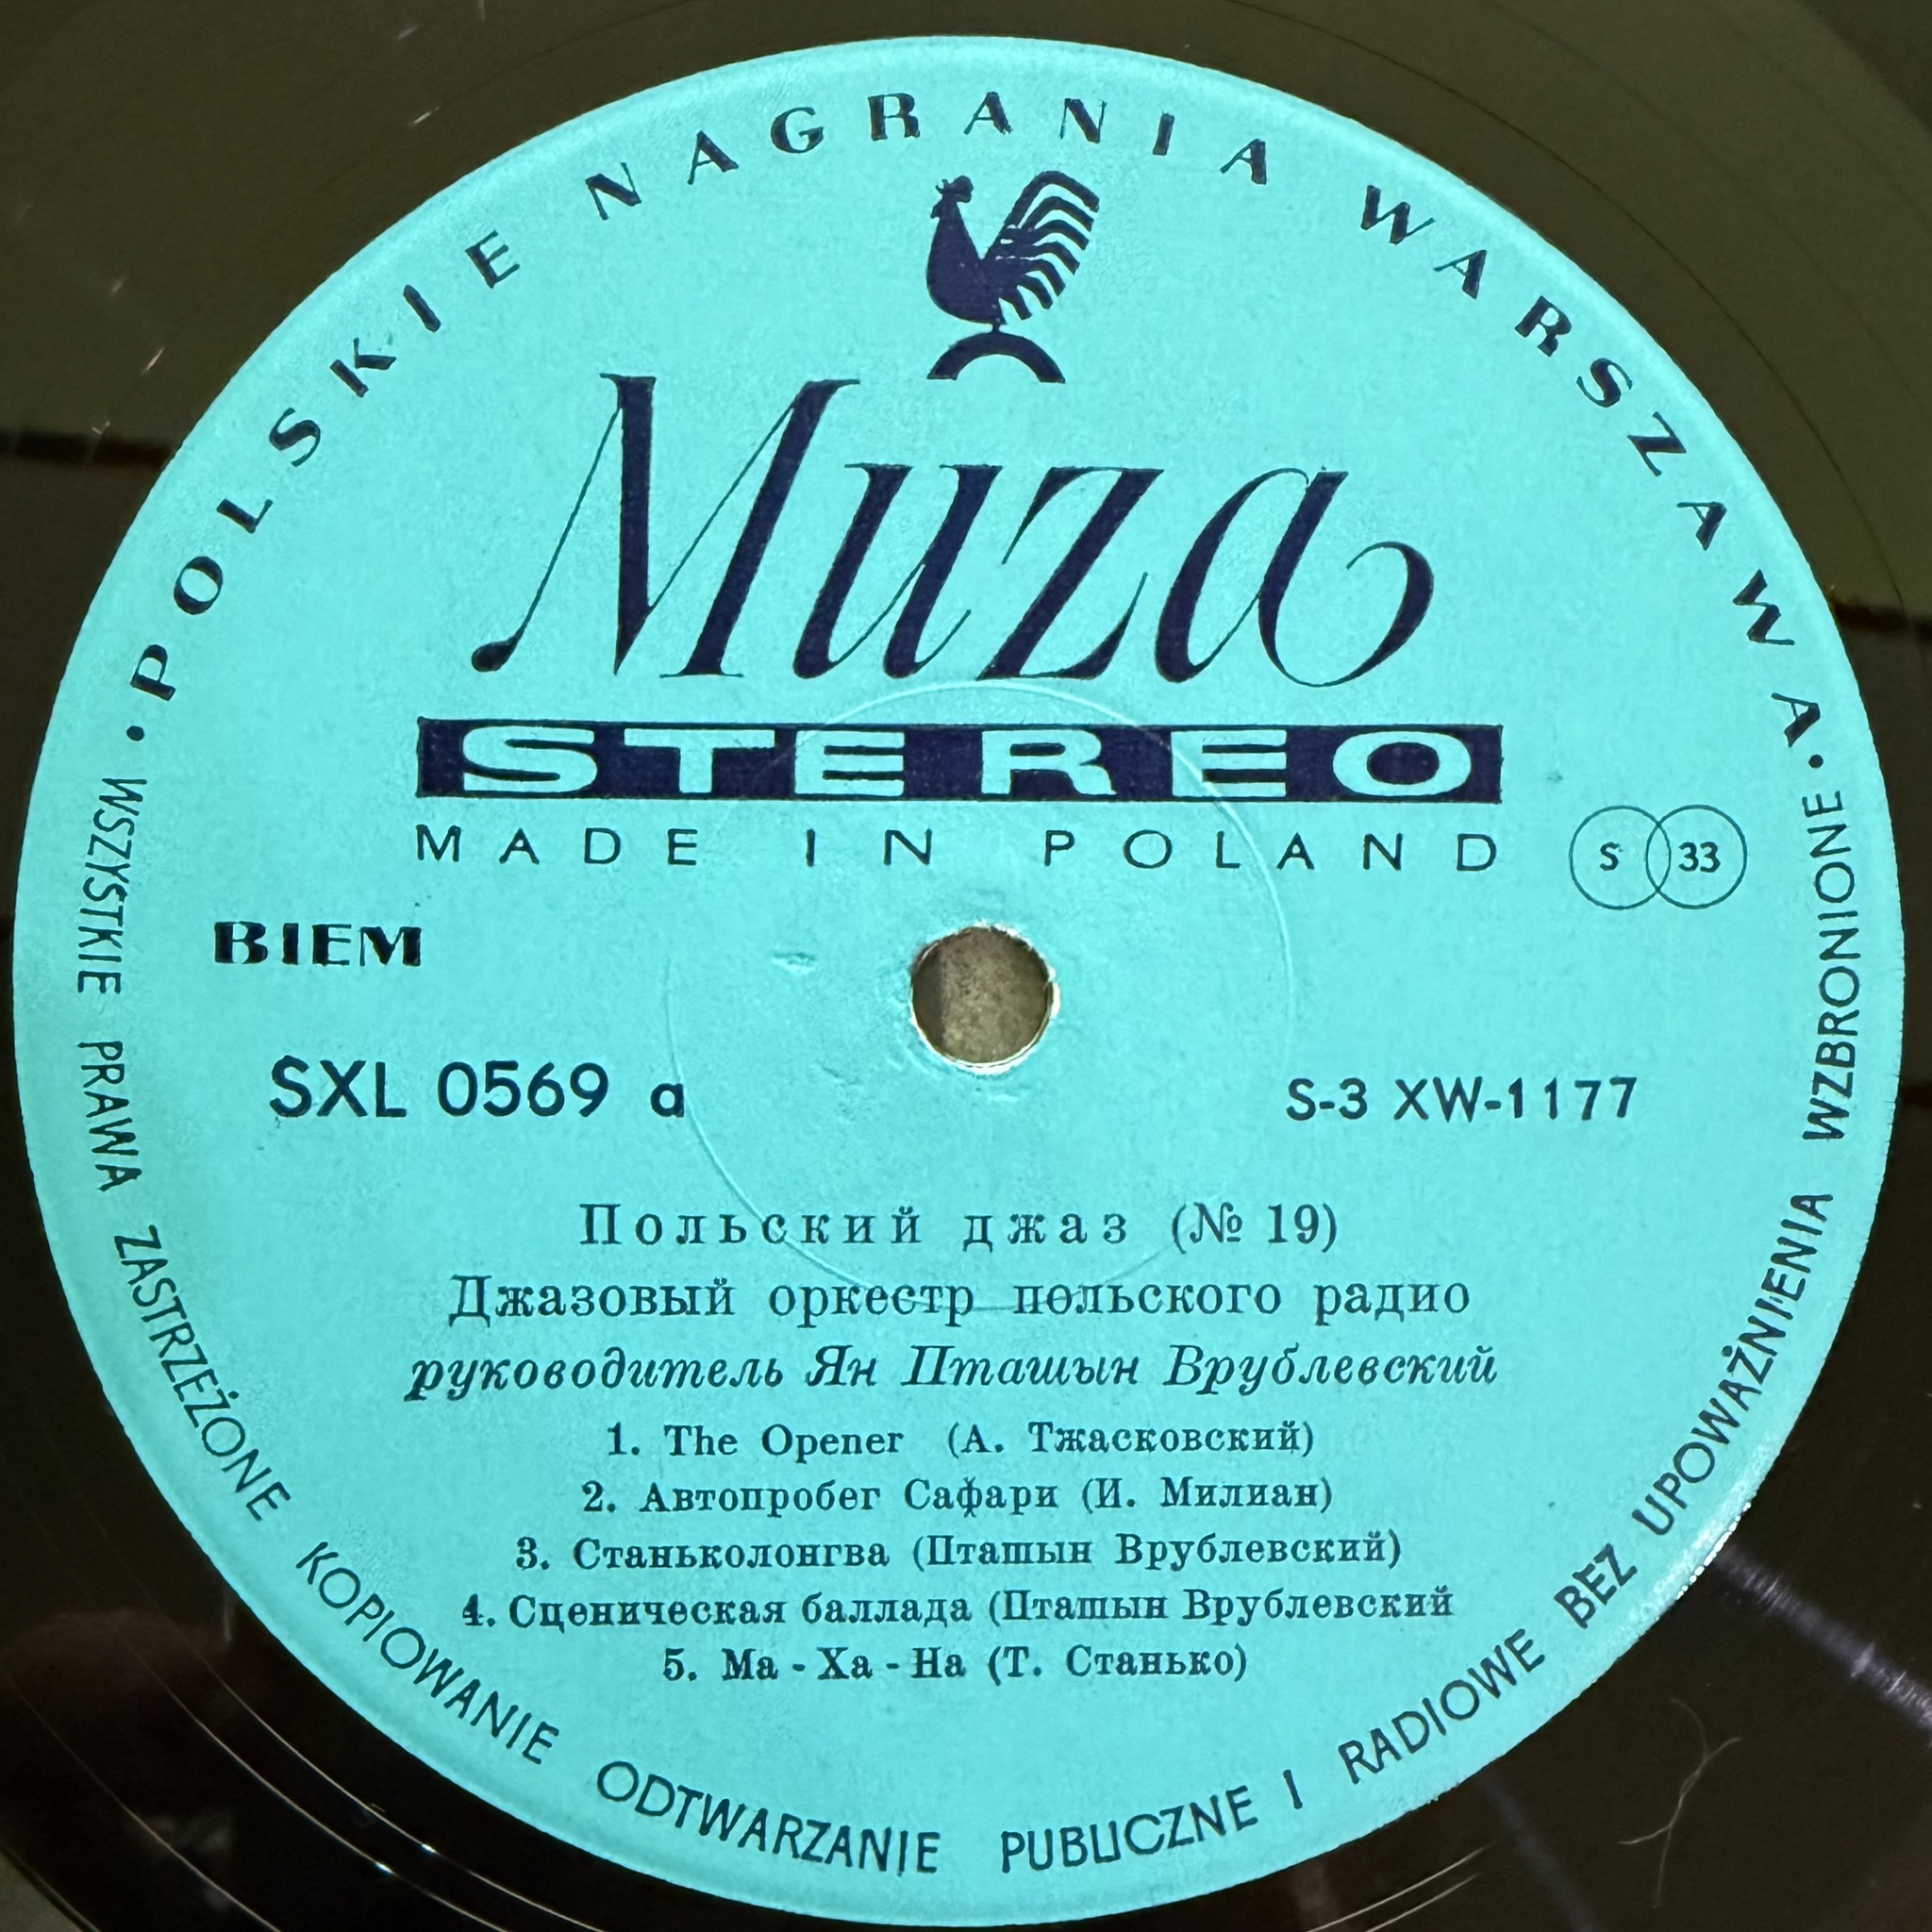 • POLSKIE NAGRANIA WARSZAWA •
Muza
STEREO
MADE IN POLAND
S 33
BIEM
SXL 0569 a
S-3 XW-1177
Польский джаз (№ 19)
Джазовый оркестр польского радио
руководитель Ян Пташын Врублевский
1. The Opener (А. Тжасковский)
2. Автопробег Сафари (И. Милиан)
3. Станьколонгва (Пташын Врублевский)
4. Сценическая баллада (Пташын Врублевский
5. Ма - Ха - На (Т. Станько)
WSZYSTKIE PRAWA ZASTRZEŻONE KOPIOWANIE ODTWARZANIE PUBLICZNE I RADIOWE BEZ UPOWAŻNIENIA WZBRONIONE